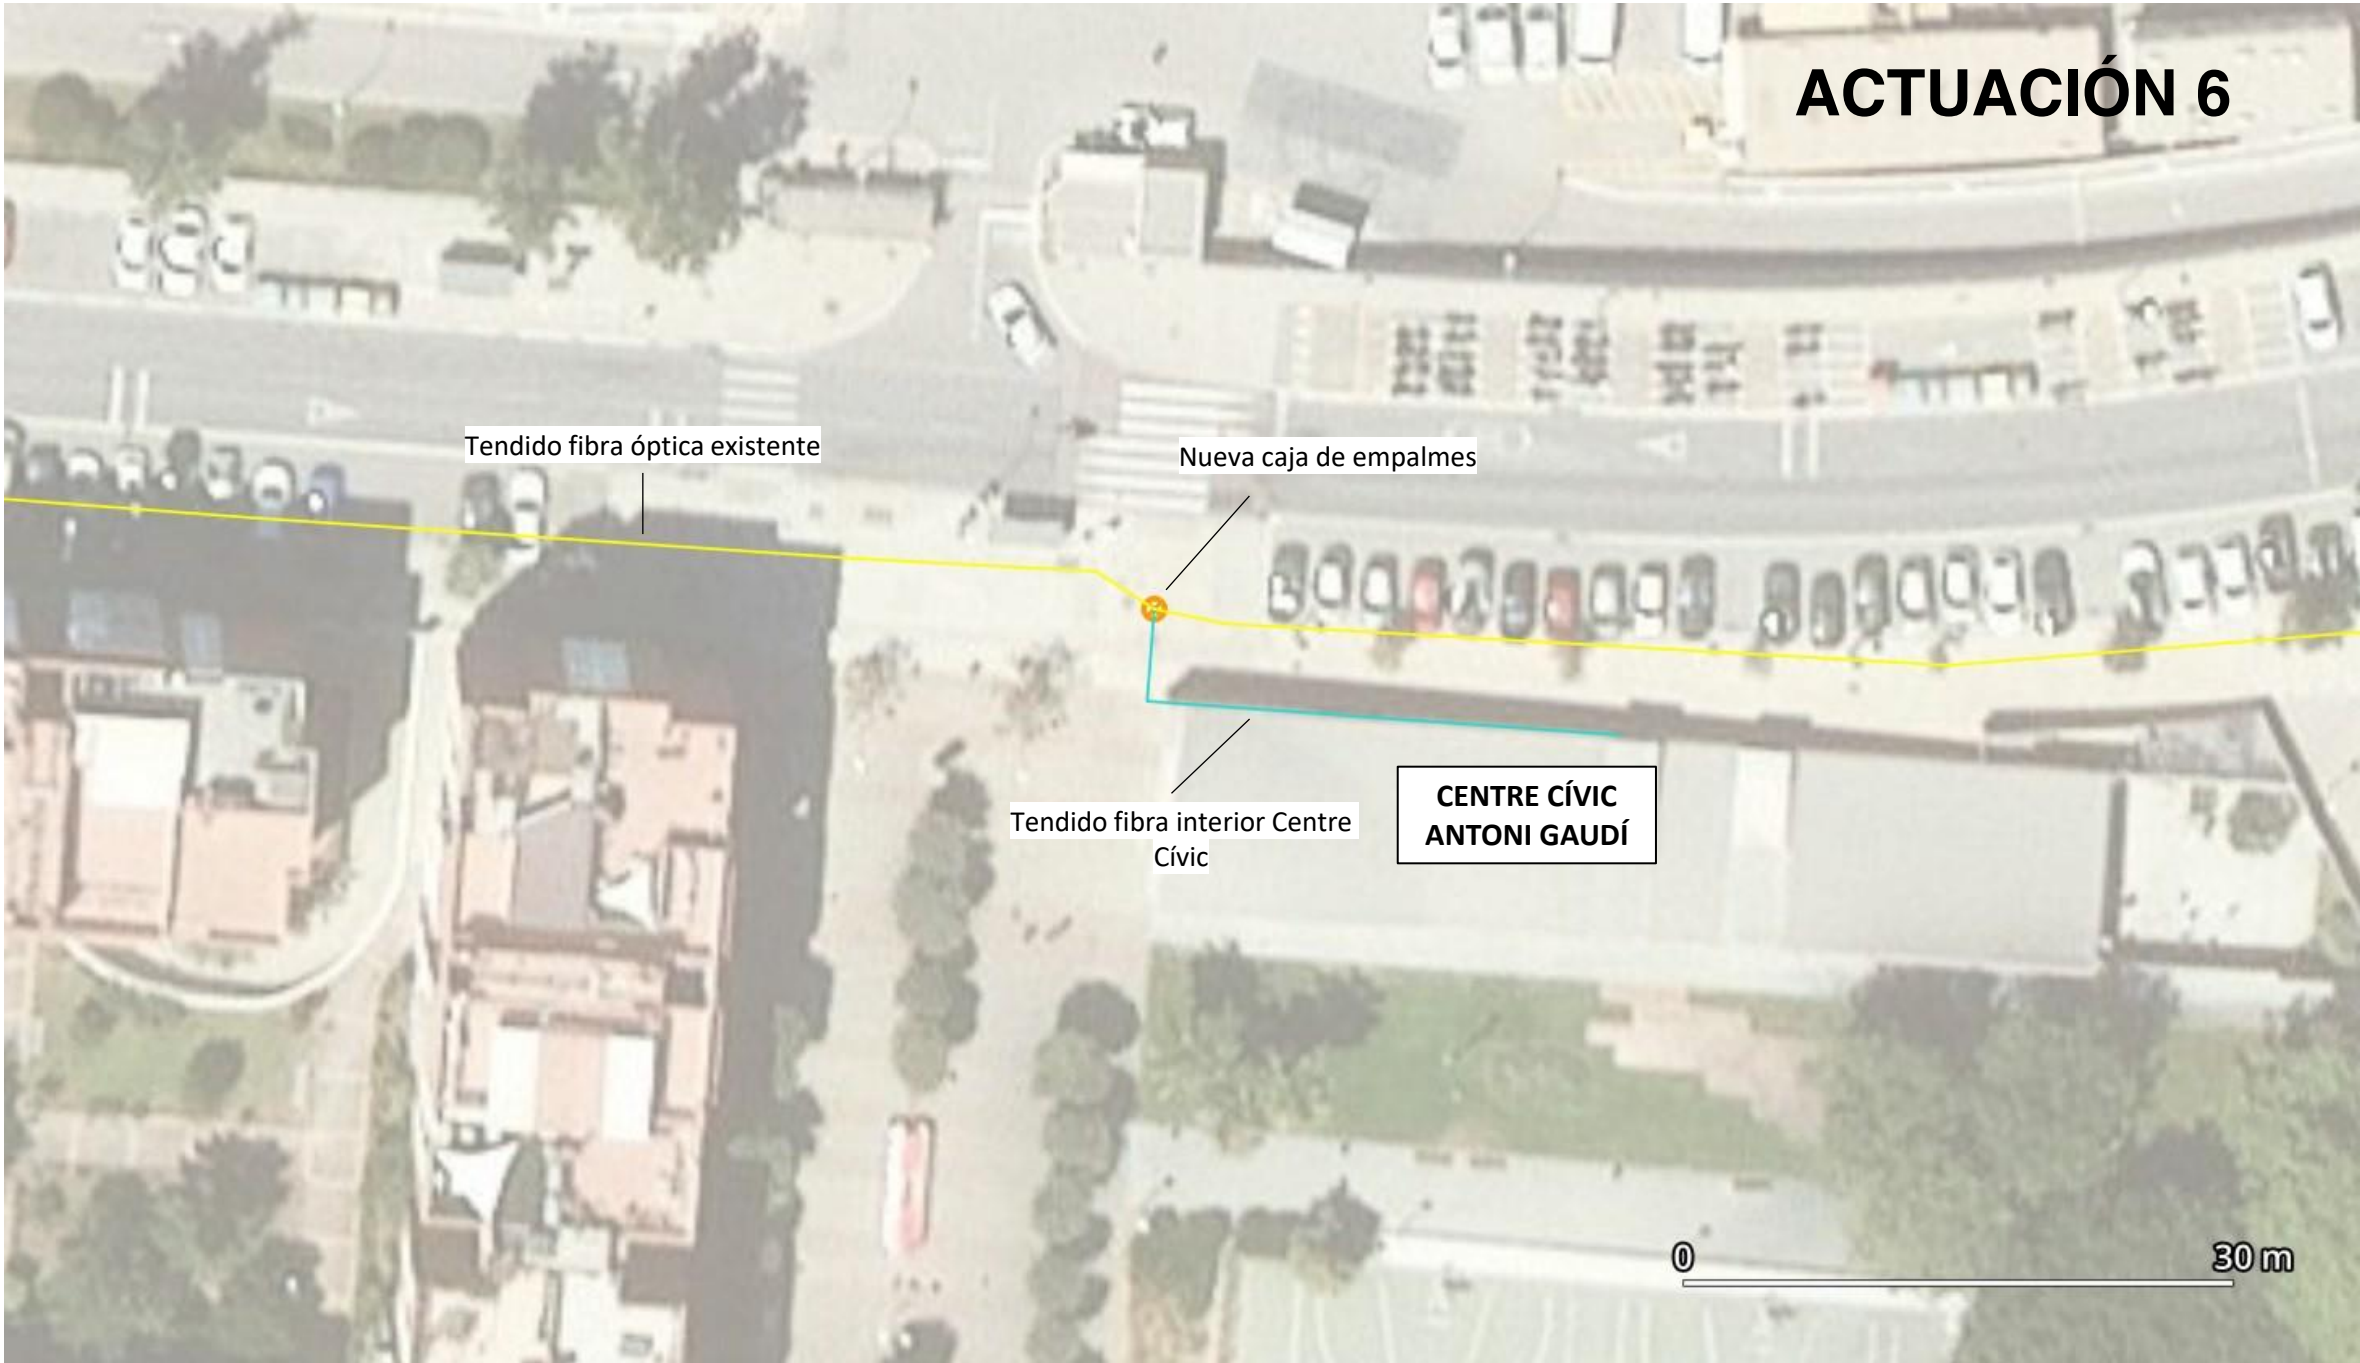 ACTUACIÓN 6
Tendido fibra óptica existente
Nueva caja de empalmes
Tendido fibra interior Centre
Cívic
CENTRE CÍVIC
ANTONI GAUDÍ
0
30 m